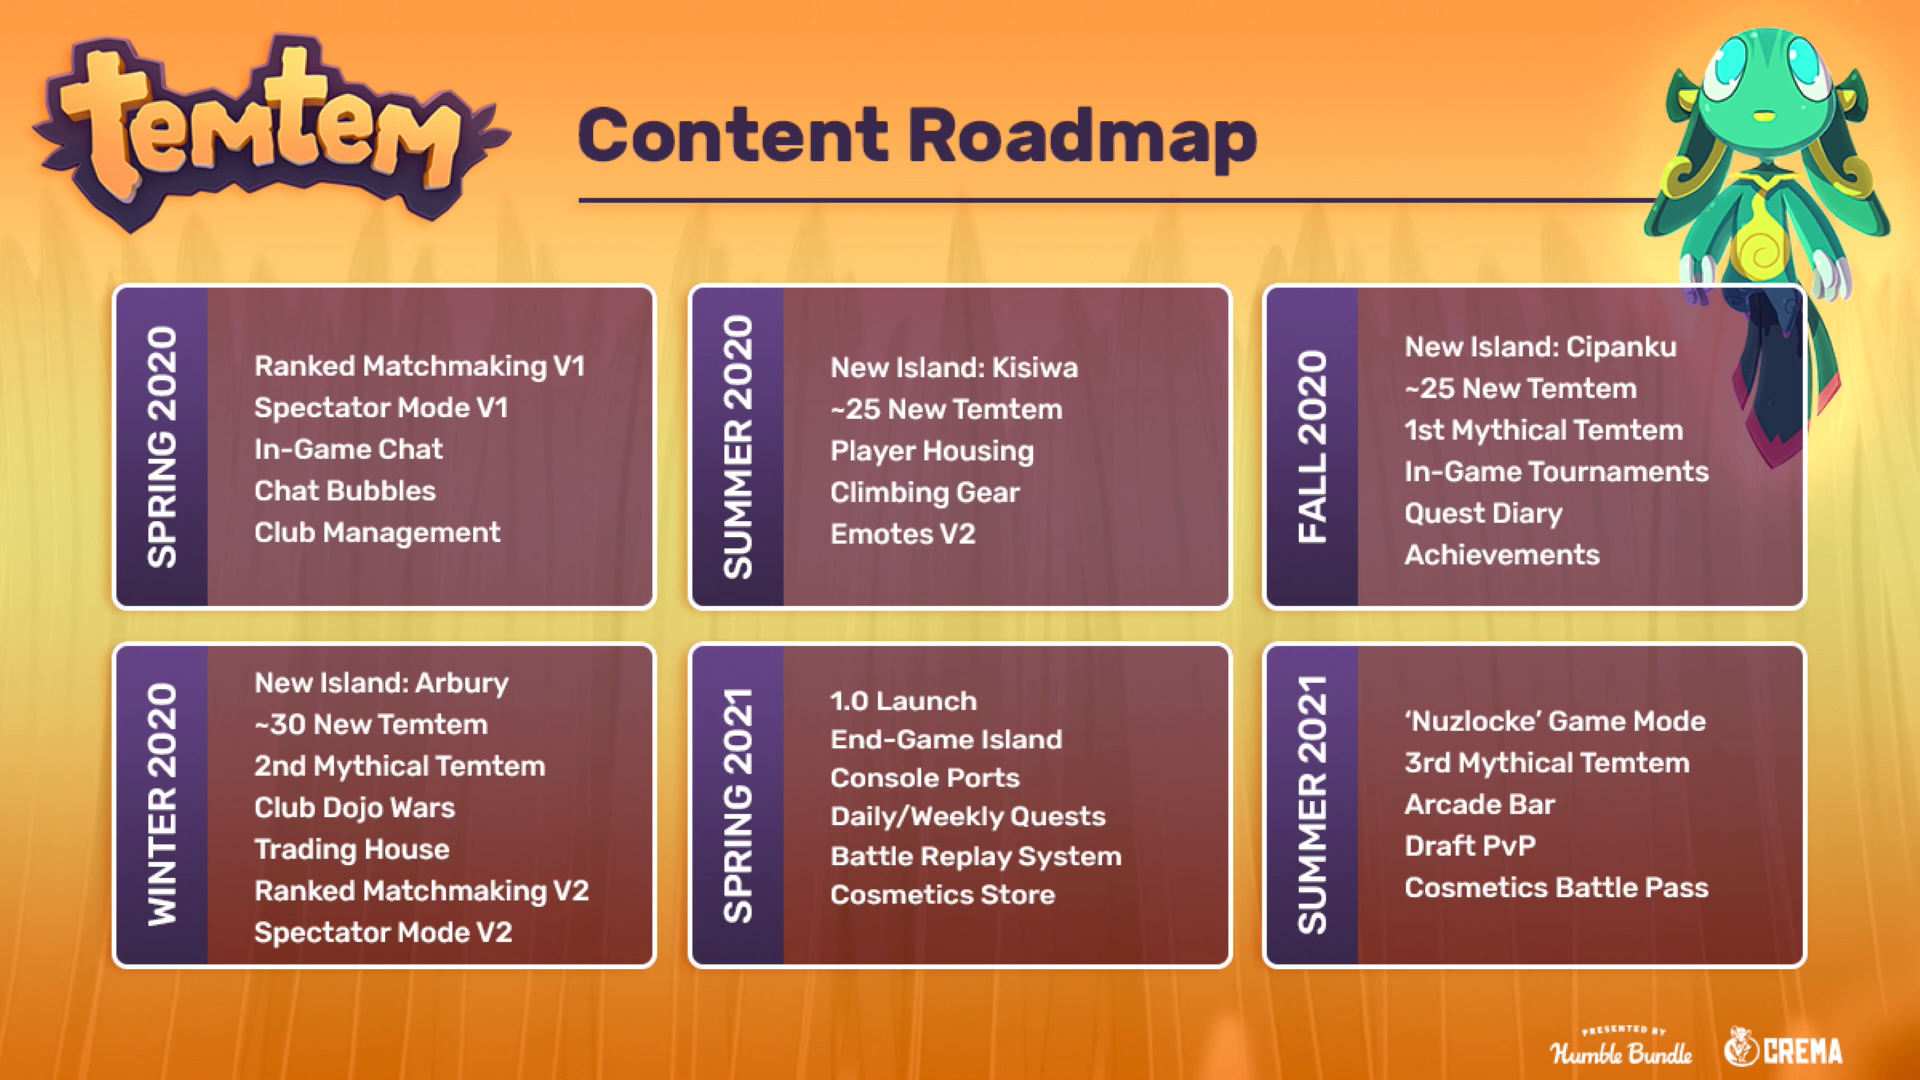 temtem
Content Roadmap
SPRING 2020
Ranked Matchmaking V1
Spectator Mode V1
In-Game Chat
Chat Bubbles
Club Management
SUMMER 2020
New Island: Kisiwa
~25 New Temtem
Player Housing
Climbing Gear
Emotes V2
FALL 2020
New Island: Cipanku
~25 New Temtem
1st Mythical Temtem
In-Game Tournaments
Quest Diary
Achievements
WINTER 2020
New Island: Arbury
~30 New Temtem
2nd Mythical Temtem
Club Dojo Wars
Trading House
Ranked Matchmaking V2
Spectator Mode V2
SPRING 2021
1.0 Launch
End-Game Island
Console Ports
Daily/Weekly Quests
Battle Replay System
Cosmetics Store
SUMMER 2021
‘Nuzlocke’ Game Mode
3rd Mythical Temtem
Arcade Bar
Draft PvP
Cosmetics Battle Pass
PRESENTED BY
Humble Bundle
CREMA